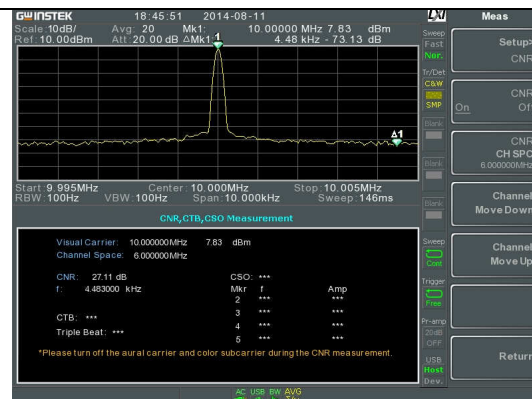 GWINSTEK 18:45:51 2014-08-11 LXI Meas
Scale:10dB/ Avg: 20 Mk1: 10.00000 MHz 7.83 dBm
Ref:10.00dBm Att:20.00 dB ΔMk1: 4.48 kHz -73.13 dB
1
Δ1
Start:9.995MHz Center:10.000MHz Stop:10.005MHz
RBW:100Hz VBW:100Hz Span:10.000kHz Sweep:146ms
CNR,CTB,CSO Measurement
Visual Carrier: 10.000000MHz 7.83 dBm
Channel Space: 6.000000MHz
CNR: 27.11 dB CSO: ***
f: 4.483000 kHz Mkr f Amp
2 *** ***
CTB: *** 3 *** ***
4 *** ***
Triple Beat: *** 5 *** ***
*Please turn off the aural carrier and color subcarrier during the CNR measurement.
AC USB BW AVG
Sweep
Fast
Nor.
Tr/Det
C&W
SMP
Blank
Blank
Blank
Sweep
Cont
Trigger
Free
Pr-amp
20dB
OFF
USB
Host
Dev.
Setup>
CNR
CNR
On Of
CNR
CH SPC
6.000000MHz
Channel
Move Down
Channel
Move Up
Return